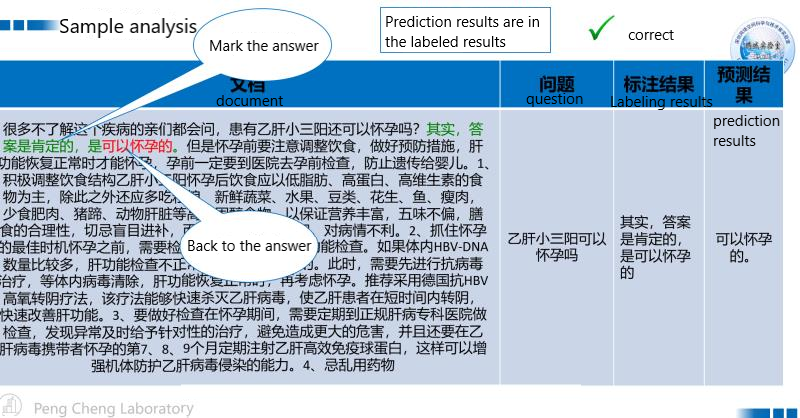 Sample analysis
Mark the answer
Prediction results are in
the labeled results
correct
文档
document
问题
question
标注结果
Labeling results
预测结
果
prediction
results
很多不了解这个疾病的亲们都会问，患有乙肝小三阳还可以怀孕吗？其实，答
案是肯定的，是可以怀孕的。但是怀孕前要注意调整饮食，做好预防措施，肝
功能恢复正常时才能怀孕，孕前一定要到医院去孕前检查，防止遗传给婴儿。1、
积极调整饮食结构乙肝小三阳怀孕后饮食应以低脂肪、高蛋白、高维生素的食
物为主，除此之外还应多吃 新鲜蔬菜、水果、豆类、花生、鱼、瘦肉，
少食肥肉、猪蹄、动物肝脏等高 以保证营养丰富，五味不偏，膳
食的合理性，切忌盲目进补， 对病情不利。2、抓住怀孕
的最佳时机怀孕之前，需要检 功能检查。如果体内HBV-DNA
数量比较多，肝功能检查不正 的。此时，需要先进行抗病毒
治疗，等体内病毒清除，肝功能恢复正常时，再考虑怀孕。推荐采用德国抗HBV
高氧转阴疗法，该疗法能够快速杀灭乙肝病毒，使乙肝患者在短时间内转阴，
快速改善肝功能。3、要做好检查在怀孕期间，需要定期到正规肝病专科医院做
检查，发现异常及时给予针对性的治疗，避免造成更大的危害，并且还要在乙
肝病毒携带者怀孕的第7、8、9个月定期注射乙肝高效免疫球蛋白，这样可以增
强机体防护乙肝病毒侵染的能力。4、忌乱用药物
Back to the answer
乙肝小三阳可以
怀孕吗
其实，答案
是肯定的，
是可以怀孕
的
可以怀孕
的。
Peng Cheng Laboratory